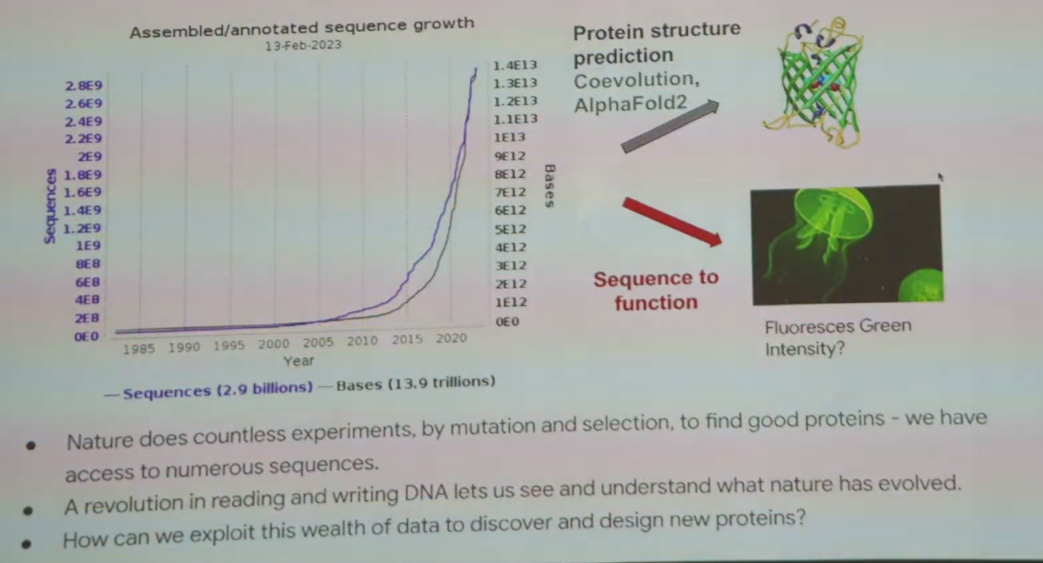 Assembled/annotated sequence growth
13-Feb-2023
Sequences
2.8E9
2.6E9
2.4E9
2.2E9
2E9
1.8E9
1.6E9
1.4E9
1.2E9
1E9
8E8
6E8
4E8
2E8
0E0
1.4E13
1.3E13
1.2E13
1.1E13
1E13
9E12
8E12
7E12
6E12
5E12
4E12
3E12
2E12
1E12
0E0
Bases
1985 1990 1995 2000 2005 2010 2015 2020
Year
Sequences (2.9 billions) Bases (13.9 trillions)
Protein structure
prediction
Coevolution,
AlphaFold2
Sequence to
function
Fluoresces Green
Intensity?
• Nature does countless experiments, by mutation and selection, to find good proteins - we have
access to numerous sequences.
• A revolution in reading and writing DNA lets us see and understand what nature has evolved.
• How can we exploit this wealth of data to discover and design new proteins?